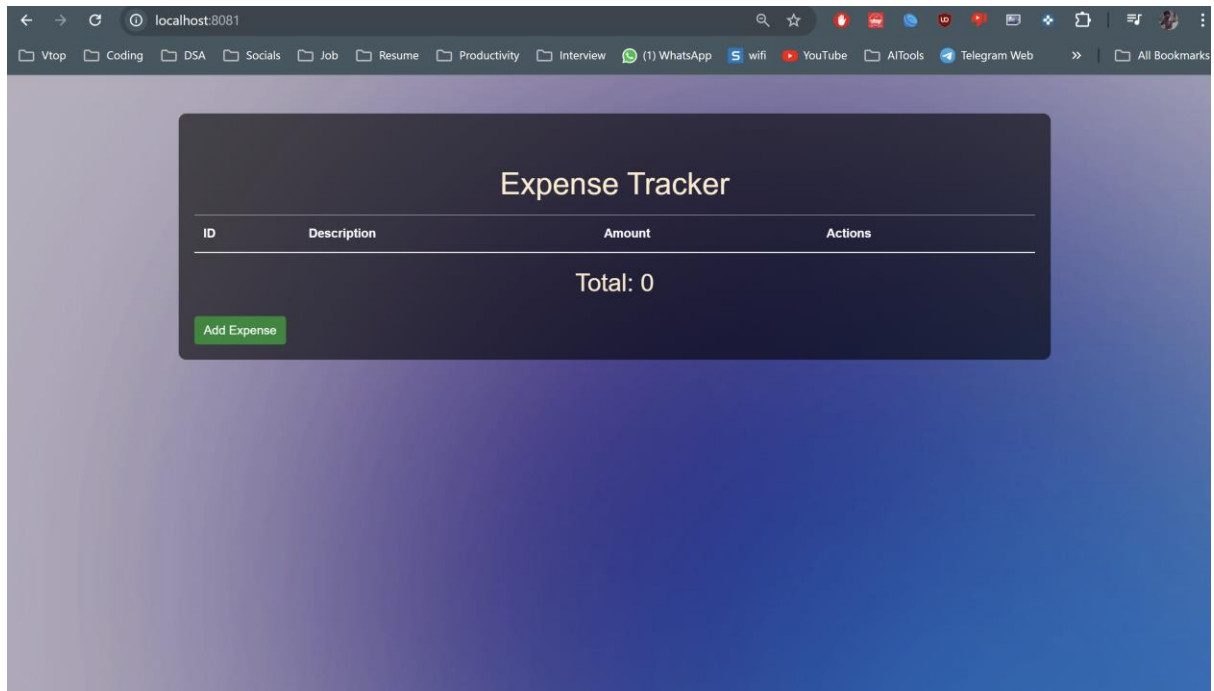 localhost:8081
Vtop Coding DSA Socials Job Resume Productivity Interview (1) WhatsApp S wifi YouTube AITools Telegram Web » All Bookmarks
Expense Tracker
ID Description Amount Actions
Total: 0
Add Expense